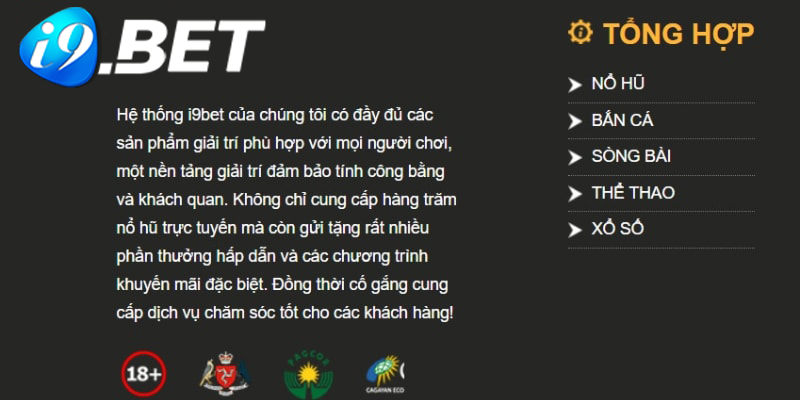 i9.BET
Hệ thống i9bet của chúng tôi có đầy đủ các
sản phẩm giải trí phù hợp với mọi người chơi,
một nền tảng giải trí đảm bảo tính công bằng
và khách quan. Không chỉ cung cấp hàng trăm
nổ hũ trực tuyến mà còn gửi tặng rất nhiều
phần thưởng hấp dẫn và các chương trình
khuyến mãi đặc biệt. Đồng thời cố gắng cung
cấp dịch vụ chăm sóc tốt cho các khách hàng!
18+
PAGCOR
CAGAYAN ECO
TỔNG HỢP
NỔ HŨ
BẮN CÁ
SÒNG BÀI
THỂ THAO
XỔ SỐ